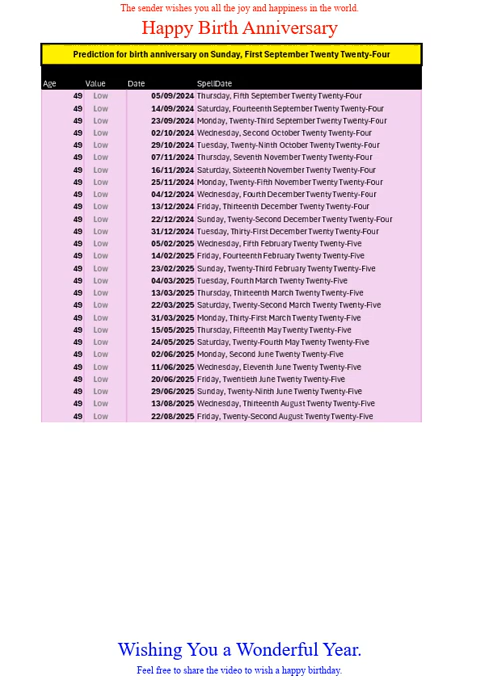 The sender wishes you all the joy and happiness in the world.
Happy Birth Anniversary
Prediction for birth anniversary on Sunday, First September Twenty Twenty-Four
Age Value Date SpellDate
49 Low 05/09/2024 Thursday, Fifth September Twenty Twenty-Four
49 Low 14/09/2024 Saturday, Fourteenth September Twenty Twenty-Four
49 Low 23/09/2024 Monday, Twenty-Third September Twenty Twenty-Four
49 Low 02/10/2024 Wednesday, Second October Twenty Twenty-Four
49 Low 29/10/2024 Tuesday, Twenty-Ninth October Twenty Twenty-Four
49 Low 07/11/2024 Thursday, Seventh November Twenty Twenty-Four
49 Low 16/11/2024 Saturday, Sixteenth November Twenty Twenty-Four
49 Low 25/11/2024 Monday, Twenty-Fifth November Twenty Twenty-Four
49 Low 04/12/2024 Wednesday, Fourth December Twenty Twenty-Four
49 Low 13/12/2024 Friday, Thirteenth December Twenty Twenty-Four
49 Low 22/12/2024 Sunday, Twenty-Second December Twenty Twenty-Four
49 Low 31/12/2024 Tuesday, Thirty-First December Twenty Twenty-Four
49 Low 05/02/2025 Wednesday, Fifth February Twenty Twenty-Five
49 Low 14/02/2025 Friday, Fourteenth February Twenty Twenty-Five
49 Low 23/02/2025 Sunday, Twenty-Third February Twenty Twenty-Five
49 Low 04/03/2025 Tuesday, Fourth March Twenty Twenty-Five
49 Low 13/03/2025 Thursday, Thirteenth March Twenty Twenty-Five
49 Low 22/03/2025 Saturday, Twenty-Second March Twenty Twenty-Five
49 Low 31/03/2025 Monday, Thirty-First March Twenty Twenty-Five
49 Low 15/05/2025 Thursday, Fifteenth May Twenty Twenty-Five
49 Low 24/05/2025 Saturday, Twenty-Fourth May Twenty Twenty-Five
49 Low 02/06/2025 Monday, Second June Twenty Twenty-Five
49 Low 11/06/2025 Wednesday, Eleventh June Twenty Twenty-Five
49 Low 20/06/2025 Friday, Twentieth June Twenty Twenty-Five
49 Low 29/06/2025 Sunday, Twenty-Ninth June Twenty Twenty-Five
49 Low 13/08/2025 Wednesday, Thirteenth August Twenty Twenty-Five
49 Low 22/08/2025 Friday, Twenty-Second August Twenty Twenty-Five
Wishing You a Wonderful Year.
Feel free to share the video to wish a happy birthday.